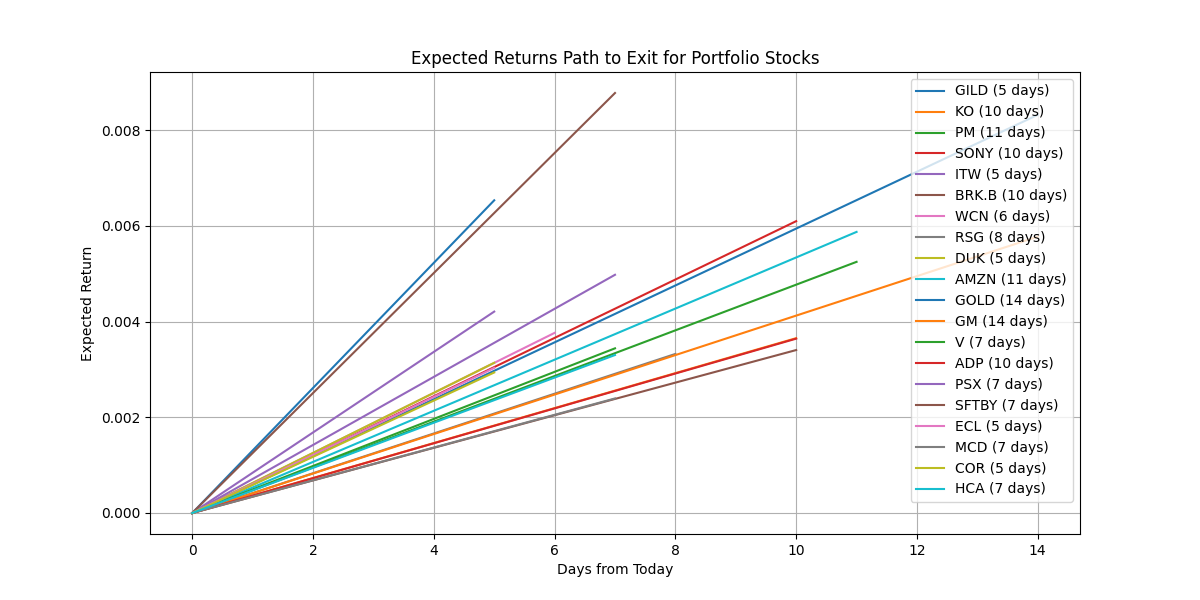 Expected Returns Path to Exit for Portfolio Stocks
Expected Return
0.008
0.006
0.004
0.002
0.000
GILD (5 days)
KO (10 days)
PM (11 days)
SONY (10 days)
ITW (5 days)
BRK.B (10 days)
WCN (6 days)
RSG (8 days)
DUK (5 days)
AMZN (11 days)
GOLD (14 days)
GM (14 days)
V (7 days)
ADP (10 days)
PSX (7 days)
SFTBY (7 days)
ECL (5 days)
MCD (7 days)
COR (5 days)
HCA (7 days)
0 2 4 6 8 10 12 14
Days from Today